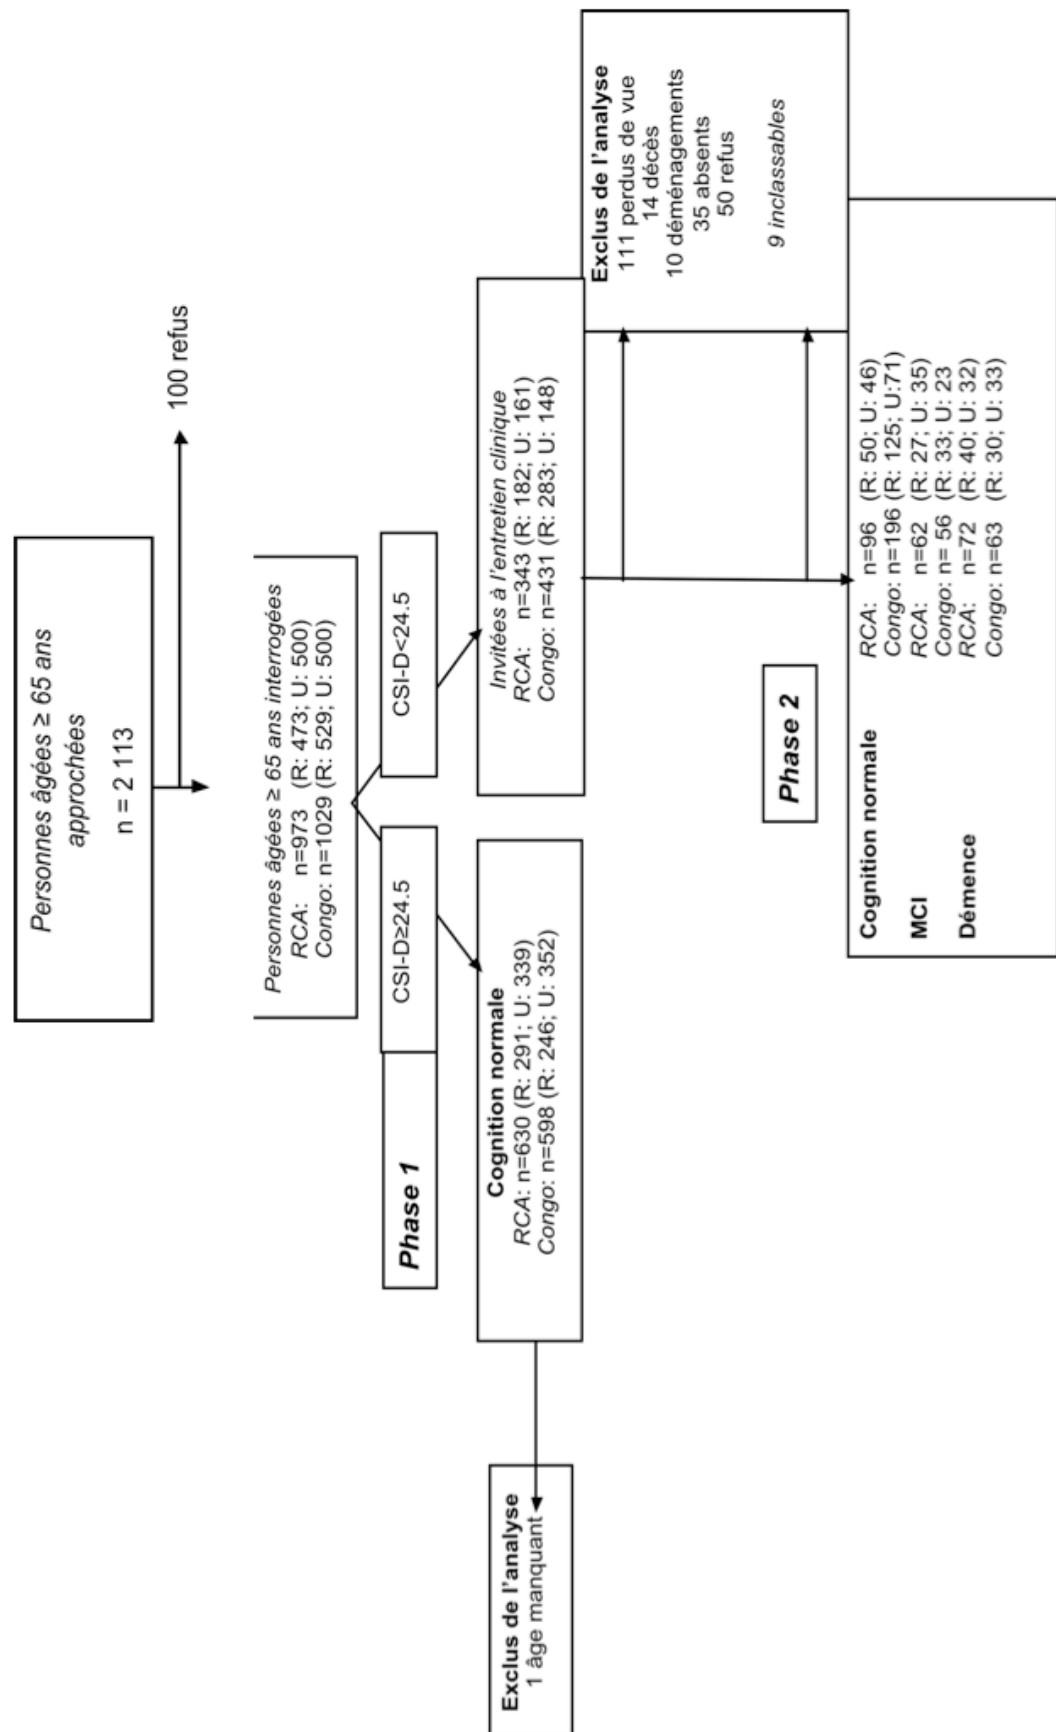 Personnes âgées ≥ 65 ans
approchées
n = 2 113
100 refus
Personnes âgées ≥ 65 ans interrogées
RCA: n=973 (R: 473; U: 500)
Congo: n=1029 (R: 529; U: 500)
Phase 1
CSI-D≥24.5
CSI-D<24.5
Exclus de l'analyse
1 âge manquant
Cognition normale
RCA: n=630 (R: 291; U: 339)
Congo: n=598 (R: 246; U: 352)
Invitées à l'entretien clinique
RCA: n=343 (R: 182; U: 161)
Congo: n=431 (R: 283; U: 148)
Exclus de l'analyse
111 perdus de vue
14 décès
10 déménagements
35 absents
50 refus
9 inclassables
Phase 2
Cognition normale RCA: n=96 (R: 50; U: 46)
Congo: n=196 (R: 125; U:71)
MCI RCA: n=62 (R: 27; U: 35)
Congo: n= 56 (R: 33; U: 23
Démence RCA: n=72 (R: 40; U: 32)
Congo: n=63 (R: 30; U: 33)